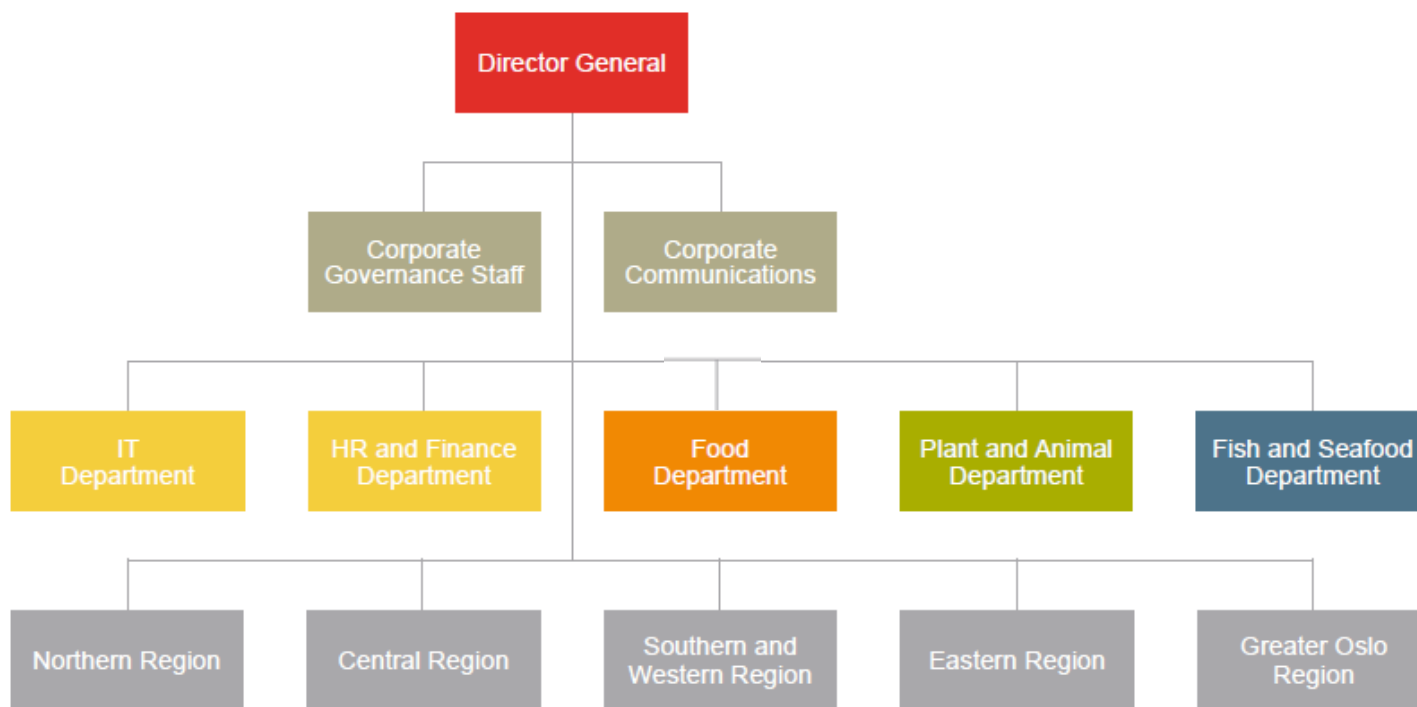 Director General
Corporate
Governance Staff
Corporate
Communications
IT
Department
HR and Finance
Department
Food
Department
Plant and Animal
Department
Fish and Seafood
Department
Northern Region
Central Region
Southern and
Western Region
Eastern Region
Greater Oslo
Region